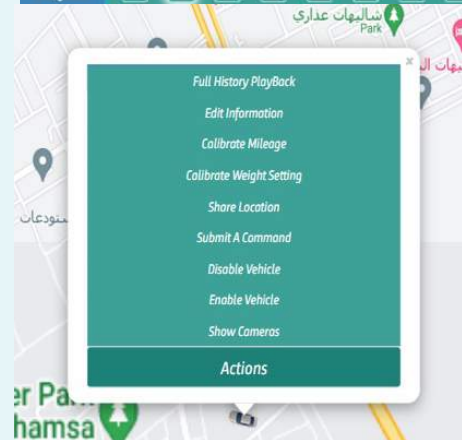 شاليهات عذاري
Park
Full History PlayBack
Edit Information
Calibrate Mileage
Calibrate Weight Setting
Share Location
Submit A Command
Disable Vehicle
Enable Vehicle
Show Cameras
Actions